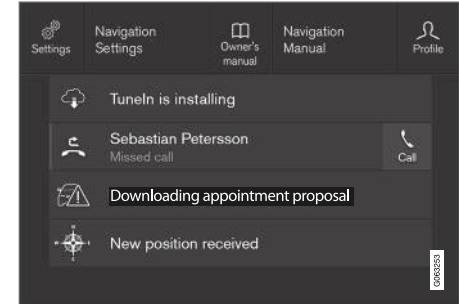 Settings
Navigation
Settings
Owner's
manual
Navigation
Manual
Profile
TuneIn is installing
Sebastian Petersson
Missed call
Call
Downloading appointment proposal
New position received
G063253